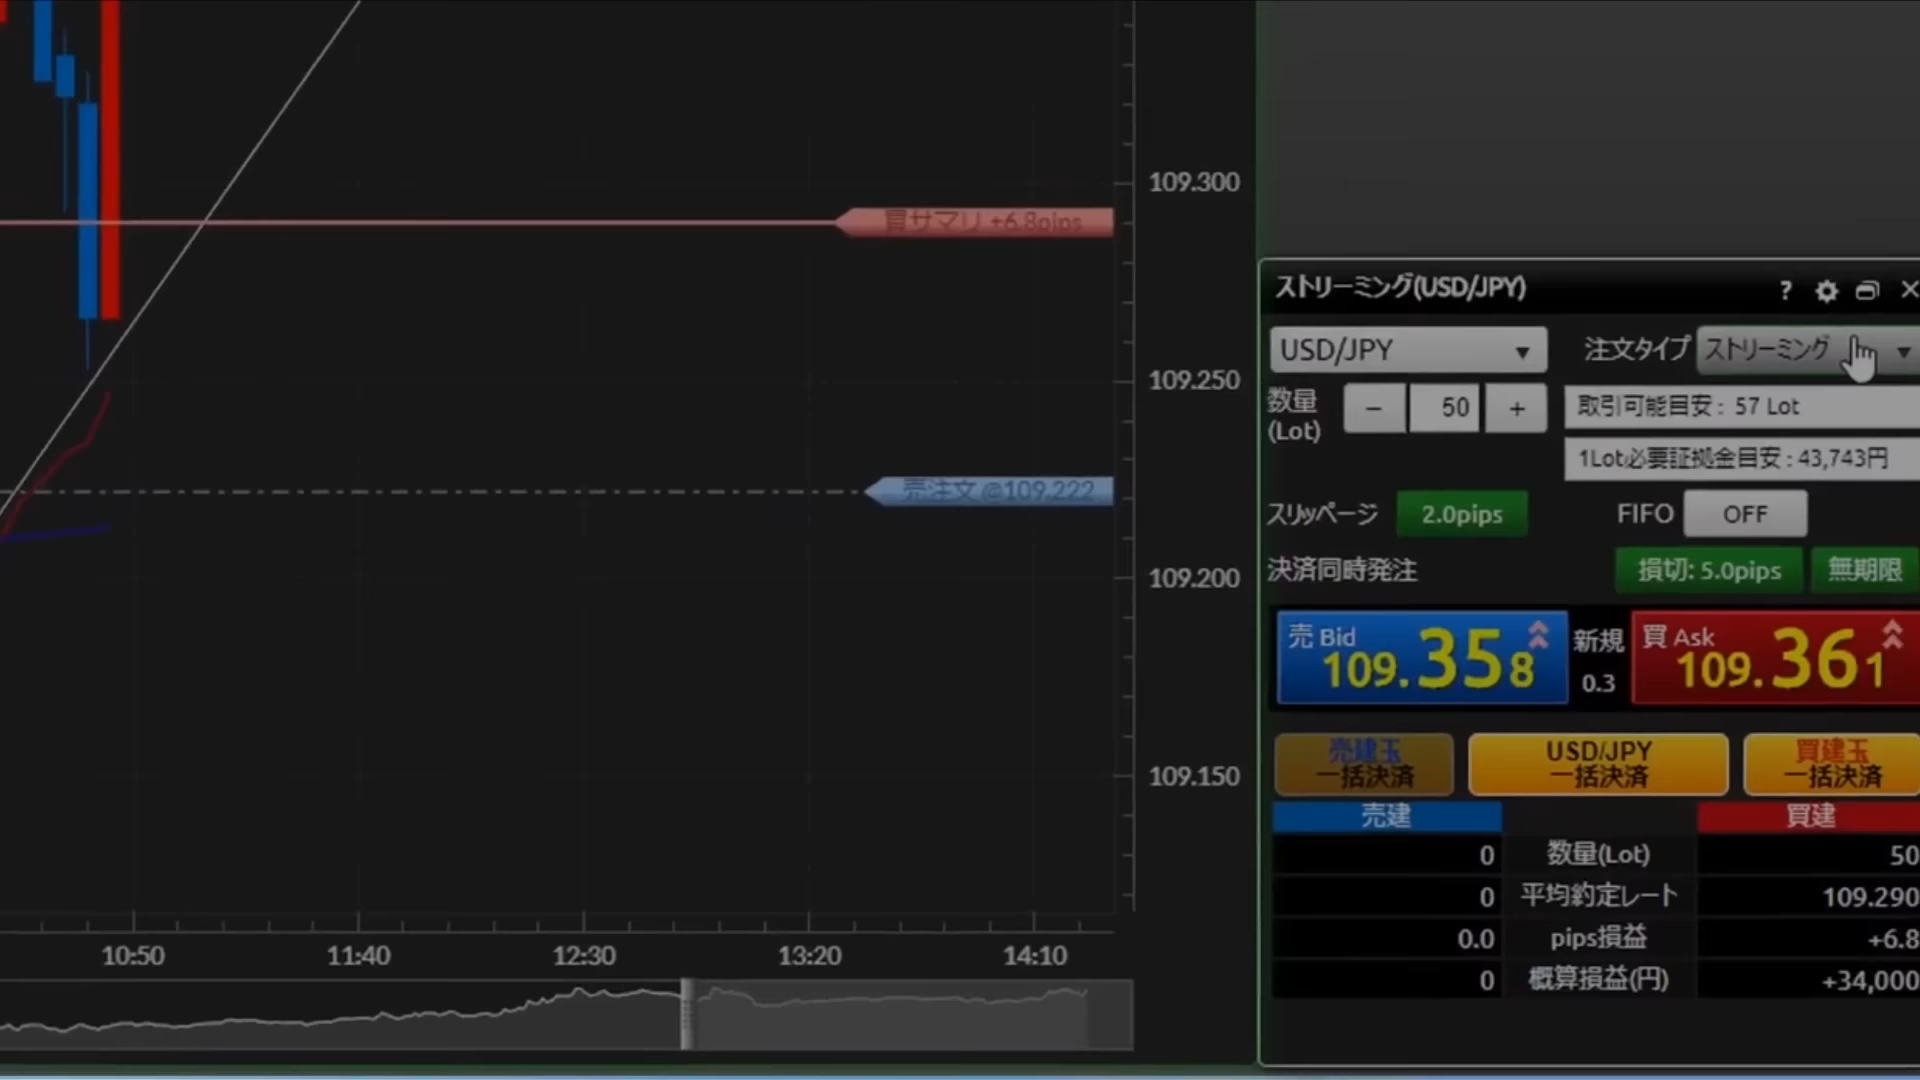 109.300
買サマリ +6.8pips
109.250
売注文 @109.222
109.200
109.150
10:50 11:40 12:30 13:20 14:10
ストリーミング(USD/JPY)
?
USD/JPY
注文タイプ ストリーミング
数量
(Lot)
− 50 +
取引可能目安 : 57 Lot
1Lot必要証拠金目安 : 43,743円
スリッページ 2.0pips FIFO OFF
決済同時発注 損切: 5.0pips 無期限
売 Bid 新規 買 Ask
109.358 0.3 109.361
売建玉 USD/JPY 買建玉
一括決済 一括決済 一括決済
売建 買建
0 数量(Lot) 50
0 平均約定レート 109.290
0.0 pips損益 +6.8
0 概算損益(円) +34,000